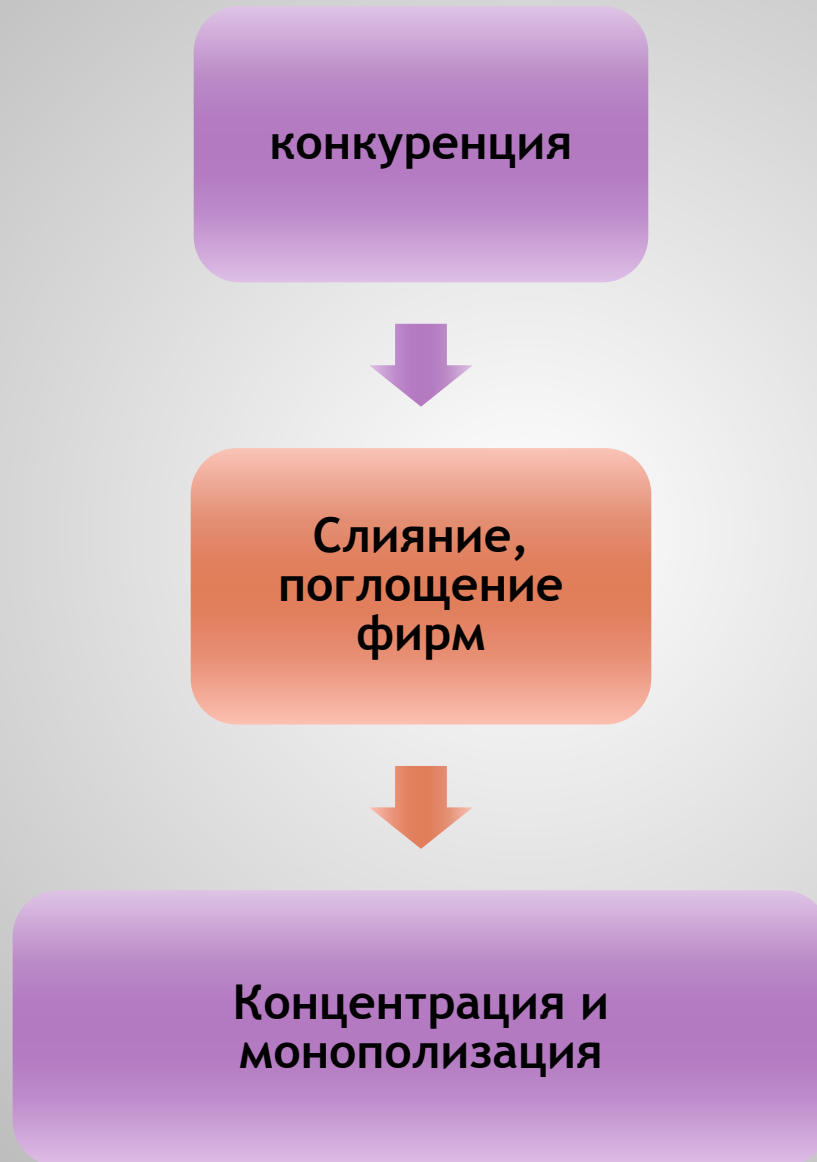 конкуренция
Слияние,
поглощение
фирм
Концентрация и
монополизация